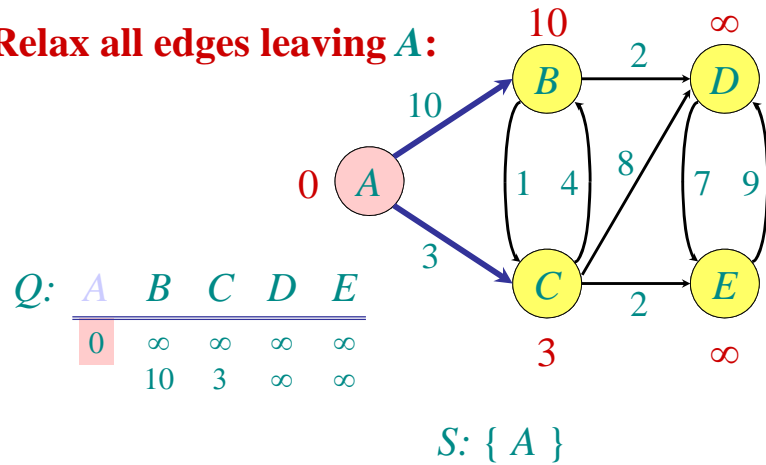 Relax all edges leaving A:
10 ∞
2
B D
10
0 A 1 4 8 7 9
3
C E
2
3 ∞
Q: A B C D E
0 ∞ ∞ ∞ ∞
10 3 ∞ ∞
S: { A }